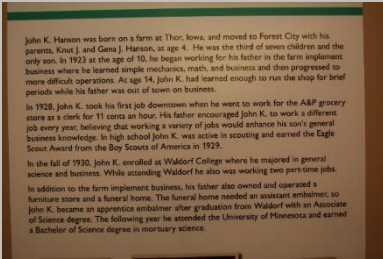 John K. Hanson was born on a farm at Thor, Iowa, and moved to Forest City with his
parents, Knut J. and Gena J. Hanson, at age 4. He was the third of seven children and the
only son. In 1923 at the age of 10, he began working for his father in the farm implement
business where he learned simple mechanics, math, and business and then progressed to
more difficult operations. At age 14, John K. had learned enough to run the shop for brief
periods while his father was out of town on business.
In 1928, John K. took his first job downtown when he went to work for the A&P grocery
store as a clerk for 11 cents an hour. His father encouraged John K. to work a different
job every year, believing that working a variety of jobs would enhance his son's general
business knowledge. In high school John K. was active in scouting and earned the Eagle
Scout Award from the Boy Scouts of America in 1929.
In the fall of 1930, John K. enrolled at Waldorf College where he majored in general
science and business. While attending Waldorf he also was working two part-time jobs.
In addition to the farm implement business, his father also owned and operated a
furniture store and a funeral home. The funeral home needed an assistant embalmer, so
John K. became an apprentice embalmer after graduation from Waldorf with an Associate
of Science degree. The following year he attended the University of Minnesota and earned
a Bachelor of Science degree in mortuary science.